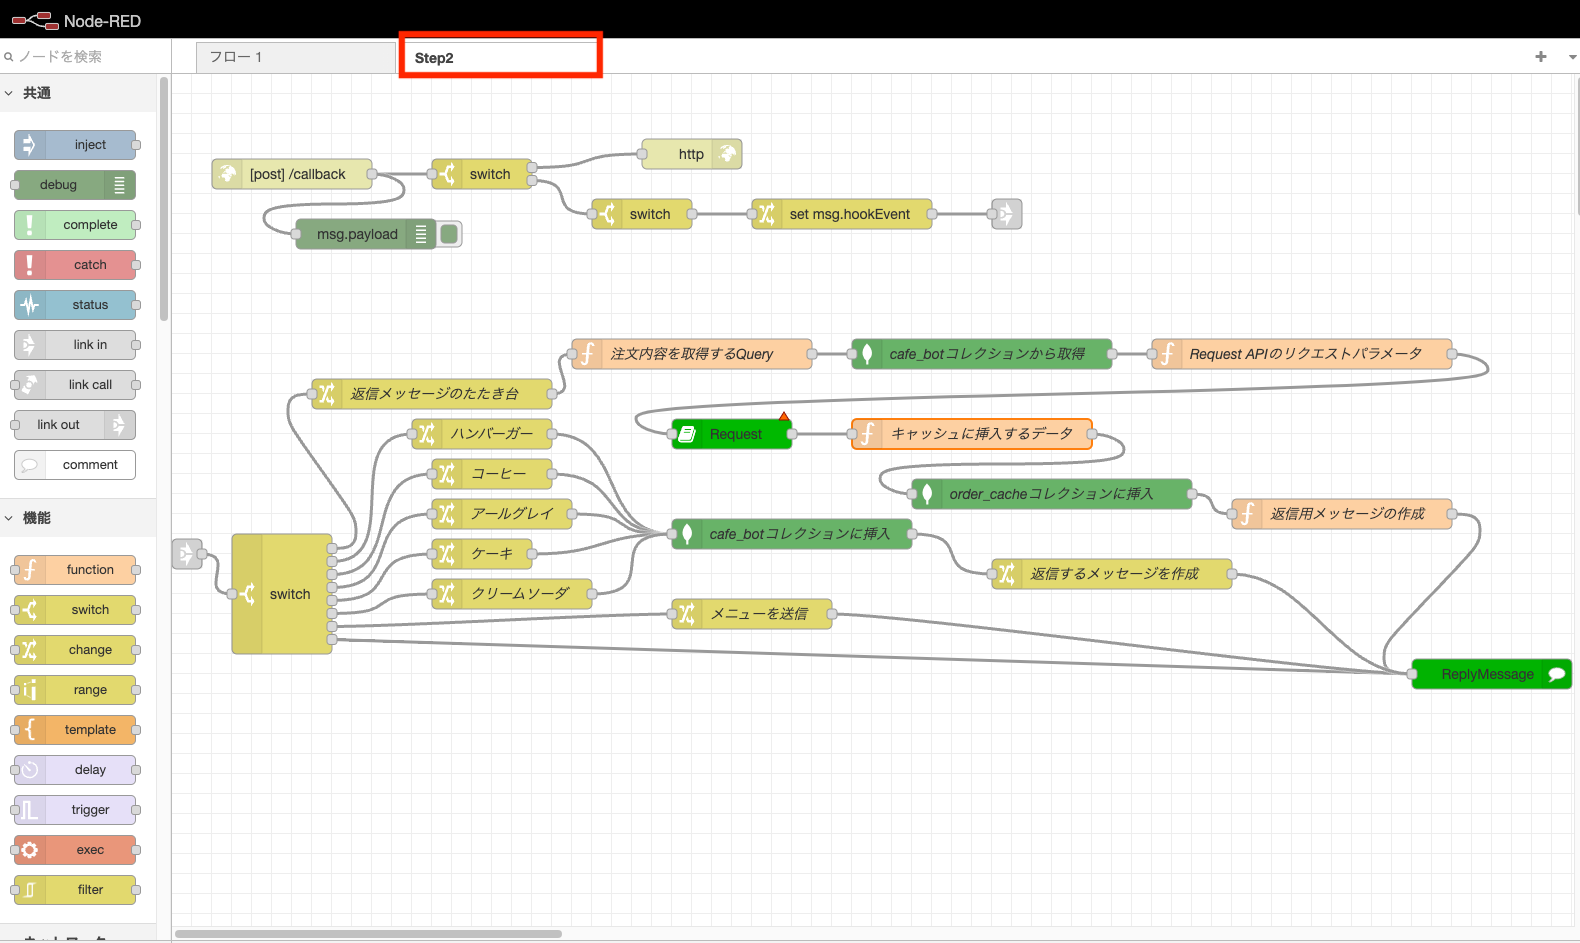 Node-RED
ノードを検索
フロー 1
Step2
共通
inject
debug
complete
catch
status
link in
link call
link out
comment
機能
function
switch
change
range
template
delay
trigger
exec
filter
[post] /callback
switch
http
msg.payload
switch
set msg.hookEvent
注文内容を取得するQuery
cafe_botコレクションから取得
Request APIのリクエストパラメータ
返信メッセージのたたき台
ハンバーガー
Request
キャッシュに挿入するデータ
コーヒー
order_cacheコレクションに挿入
アールグレイ
返信用メッセージの作成
cafe_botコレクションに挿入
ケーキ
返信するメッセージを作成
switch
クリームソーダ
メニューを送信
ReplyMessage